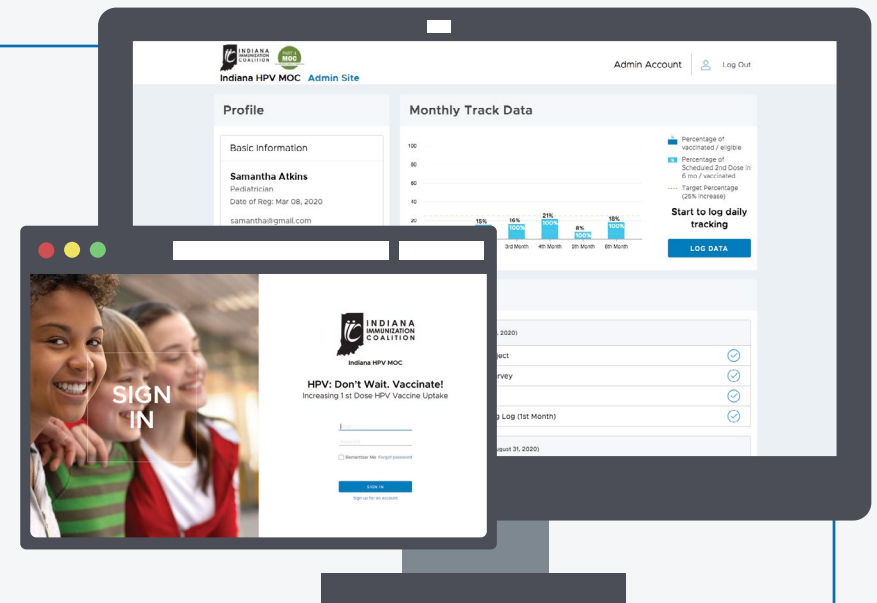 INDIANA
IMMUNIZATION
COALITION
PART 4
MOC
Indiana HPV MOC Admin Site
Admin Account
Log Out
Profile
Basic Information
Samantha Atkins
Pediatrician
Date of Reg: Mar 08, 2020
samantha@gmail.com
Monthly Track Data
100
80
60
40
20
15%
16%
100%
21%
100%
8%
100%
18%
100%
3rd Month
4th Month
5th Month
6th Month
Percentage of
vaccinated / eligible
Percentage of
Scheduled 2nd Dose in
6 mo / vaccinated
Target Percentage
(25% increase)
Start to log daily
tracking
LOG DATA
, 2020)
ject
rvey
g Log (1st Month)
ugust 31, 2020)
SIGN
IN
INDIANA
IMMUNIZATION
COALITION
Indiana HPV MOC
HPV: Don't Wait. Vaccinate!
Increasing 1 st Dose HPV Vaccine Uptake
Password
Remember Me Forgot password
SIGN IN
Sign up for an account